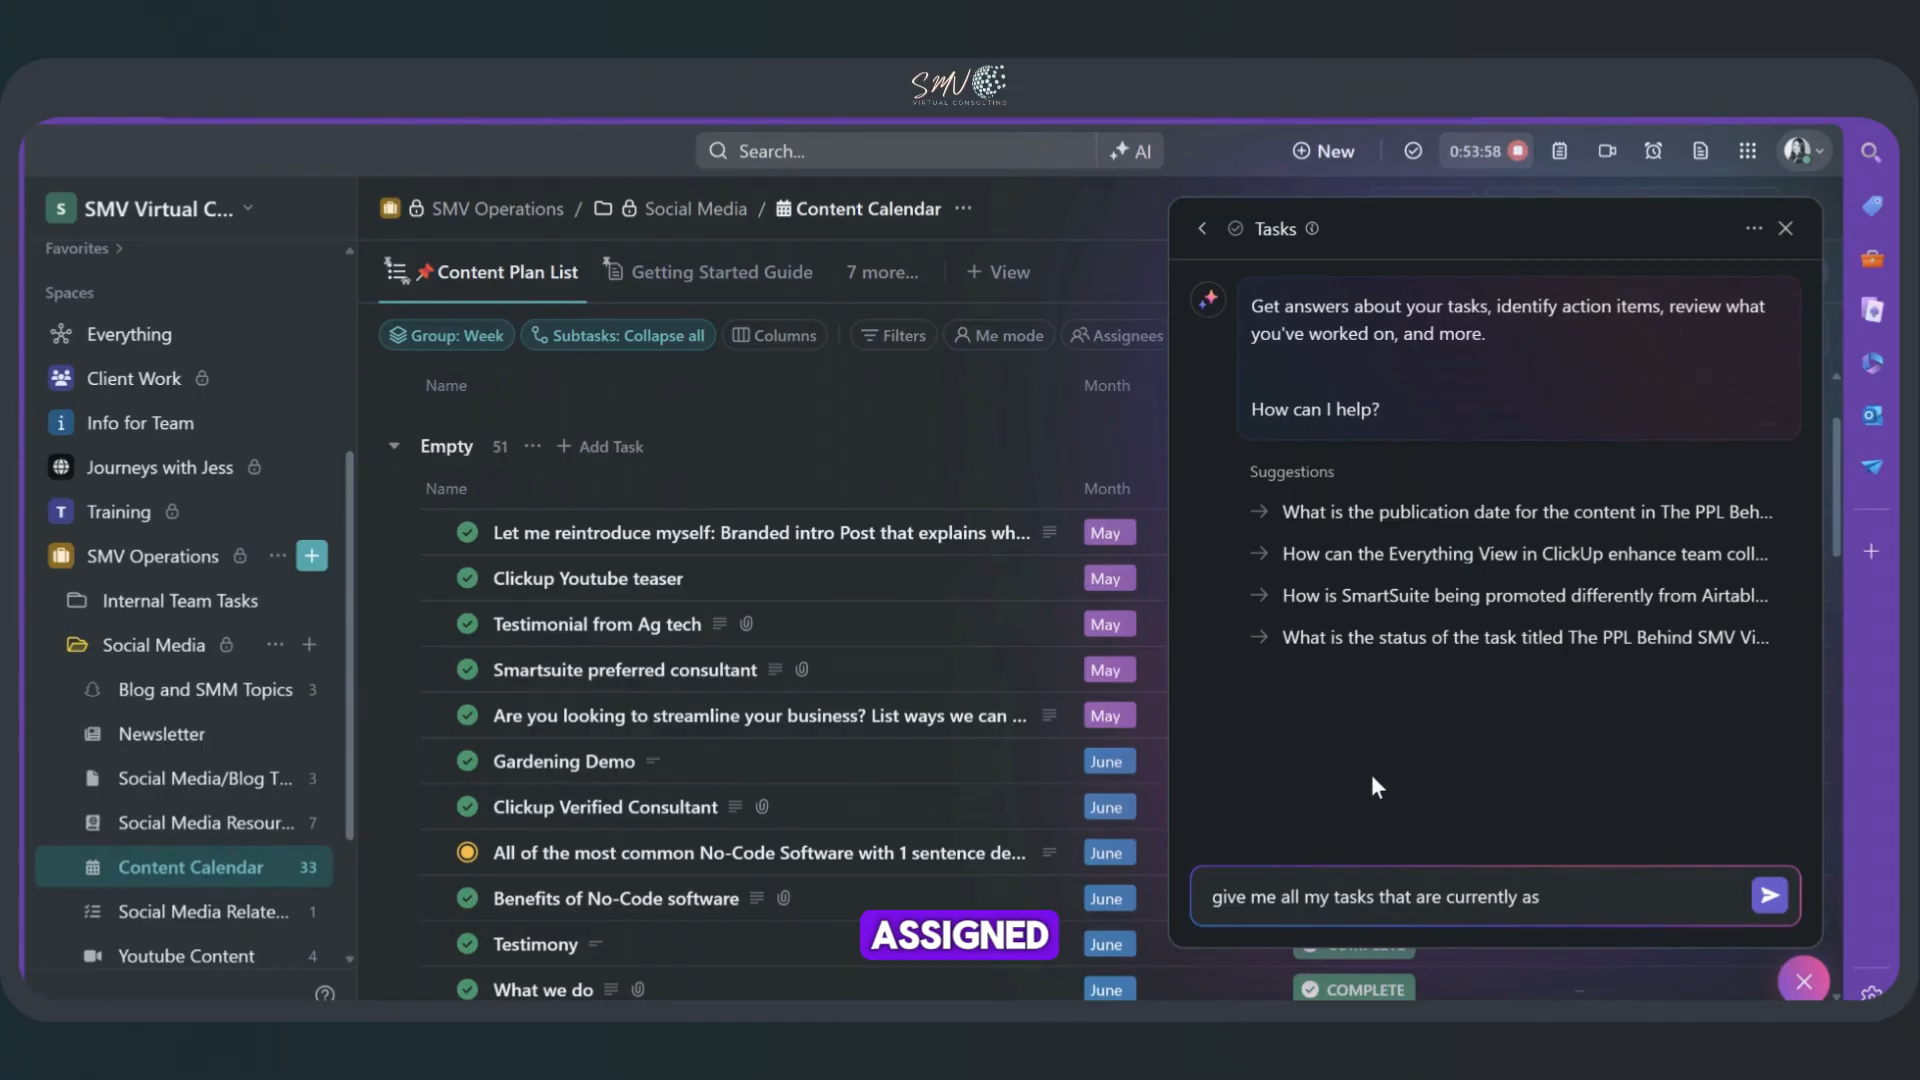 SMV
VIRTUAL CONSULTING
Search...
AI
New
0:53:58
S
SMV Virtual C...
Favorites
Spaces
Everything
Client Work
Info for Team
Journeys with Jess
T Training
SMV Operations
Internal Team Tasks
Social Media
Blog and SMM Topics 3
Newsletter
Social Media/Blog T... 3
Social Media Resour... 7
Content Calendar 33
Social Media Relate... 1
Youtube Content 4
SMV Operations / Social Media / Content Calendar ...
Content Plan List
Getting Started Guide
7 more...
+ View
Group: Week
Subtasks: Collapse all
Columns
Filters
Me mode
Assignees
Name Month
Empty 51 ... + Add Task
Name Month
Let me reintroduce myself: Branded intro Post that explains wh... May
Clickup Youtube teaser May
Testimonial from Ag tech May
Smartsuite preferred consultant May
Are you looking to streamline your business? List ways we can ... May
Gardening Demo June
Clickup Verified Consultant June
All of the most common No-Code Software with 1 sentence de... June
Benefits of No-Code software June
Testimony June
What we do June COMPLETE
ASSIGNED
Tasks
Get answers about your tasks, identify action items, review what
you've worked on, and more.
How can I help?
Suggestions
What is the publication date for the content in The PPL Beh...
How can the Everything View in ClickUp enhance team coll...
How is SmartSuite being promoted differently from Airtabl...
What is the status of the task titled The PPL Behind SMV Vi...
give me all my tasks that are currently as